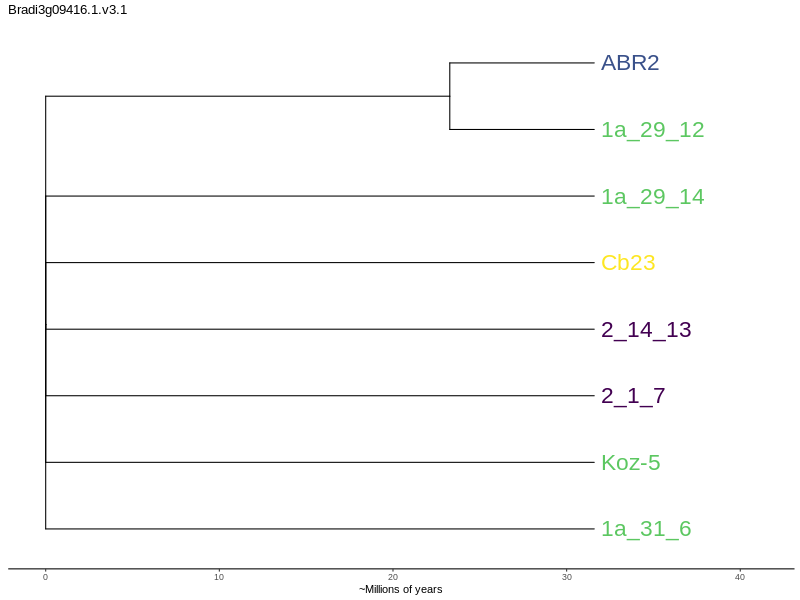 Bradi3g09416.1.v3.1
ABR2
1a_29_12
1a_29_14
Cb23
2_14_13
2_1_7
Koz-5
1a_31_6
0 10 20 30 40
~Millions of years